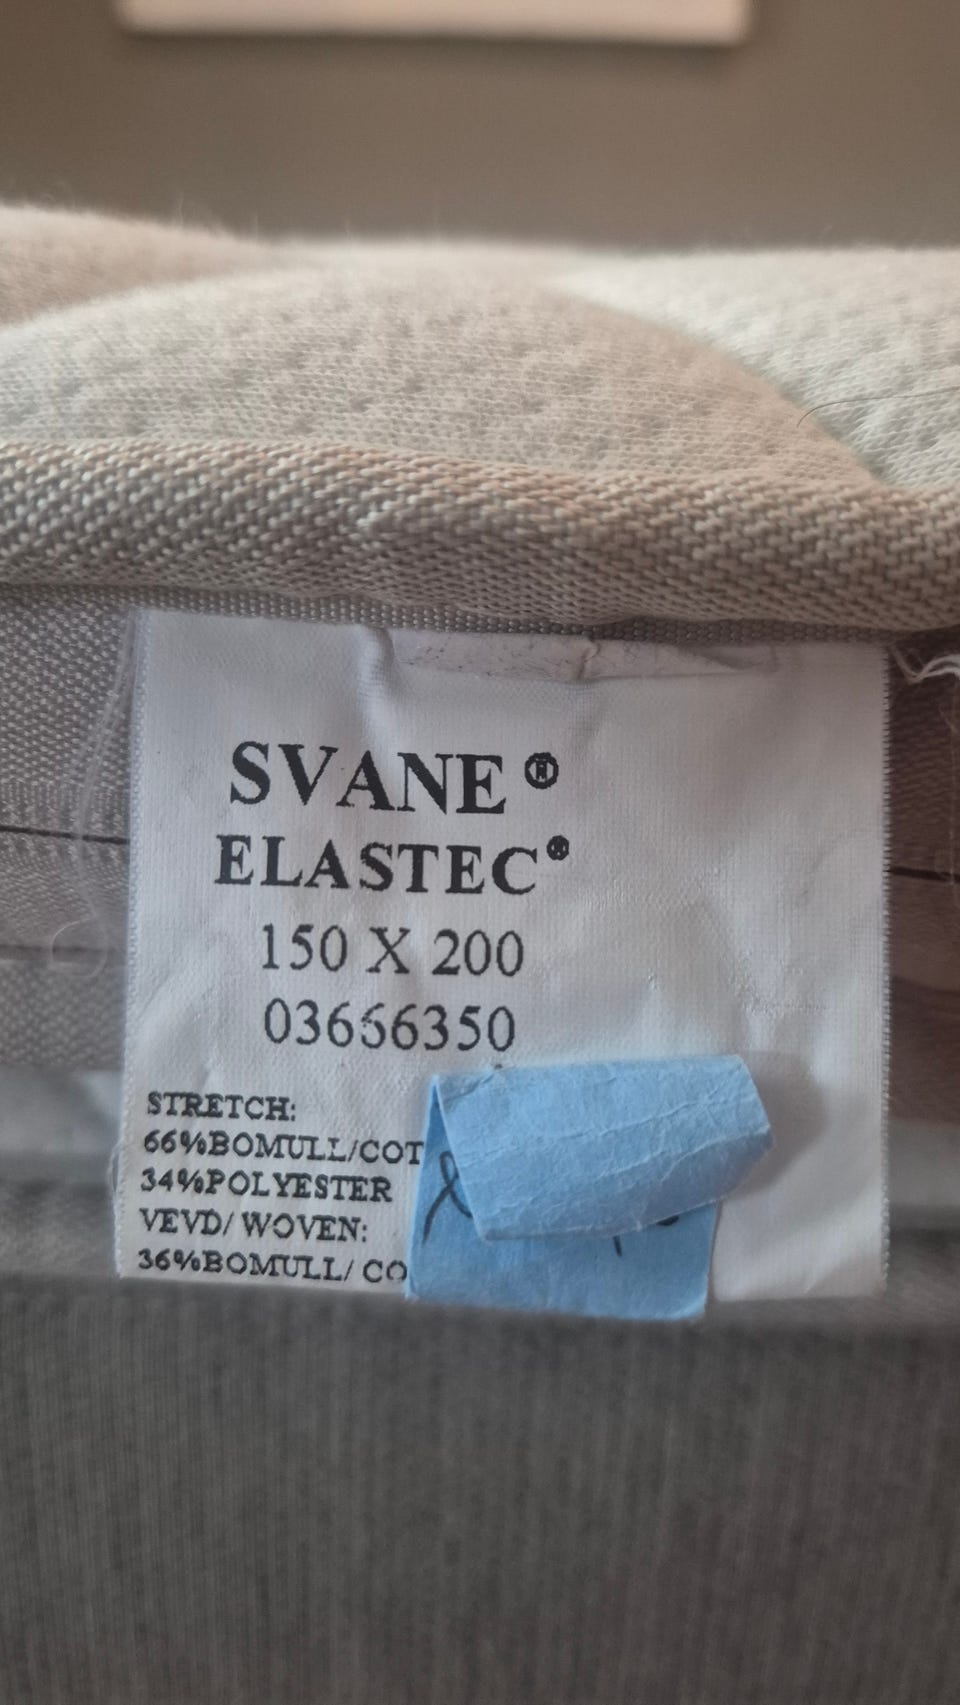 SVANE®
ELASTEC®
150 X 200
03666350
STRETCH:
66%BOMULL/COT
34%POLYESTER
VEVD/ WOVEN:
36%BOMULL/ CO